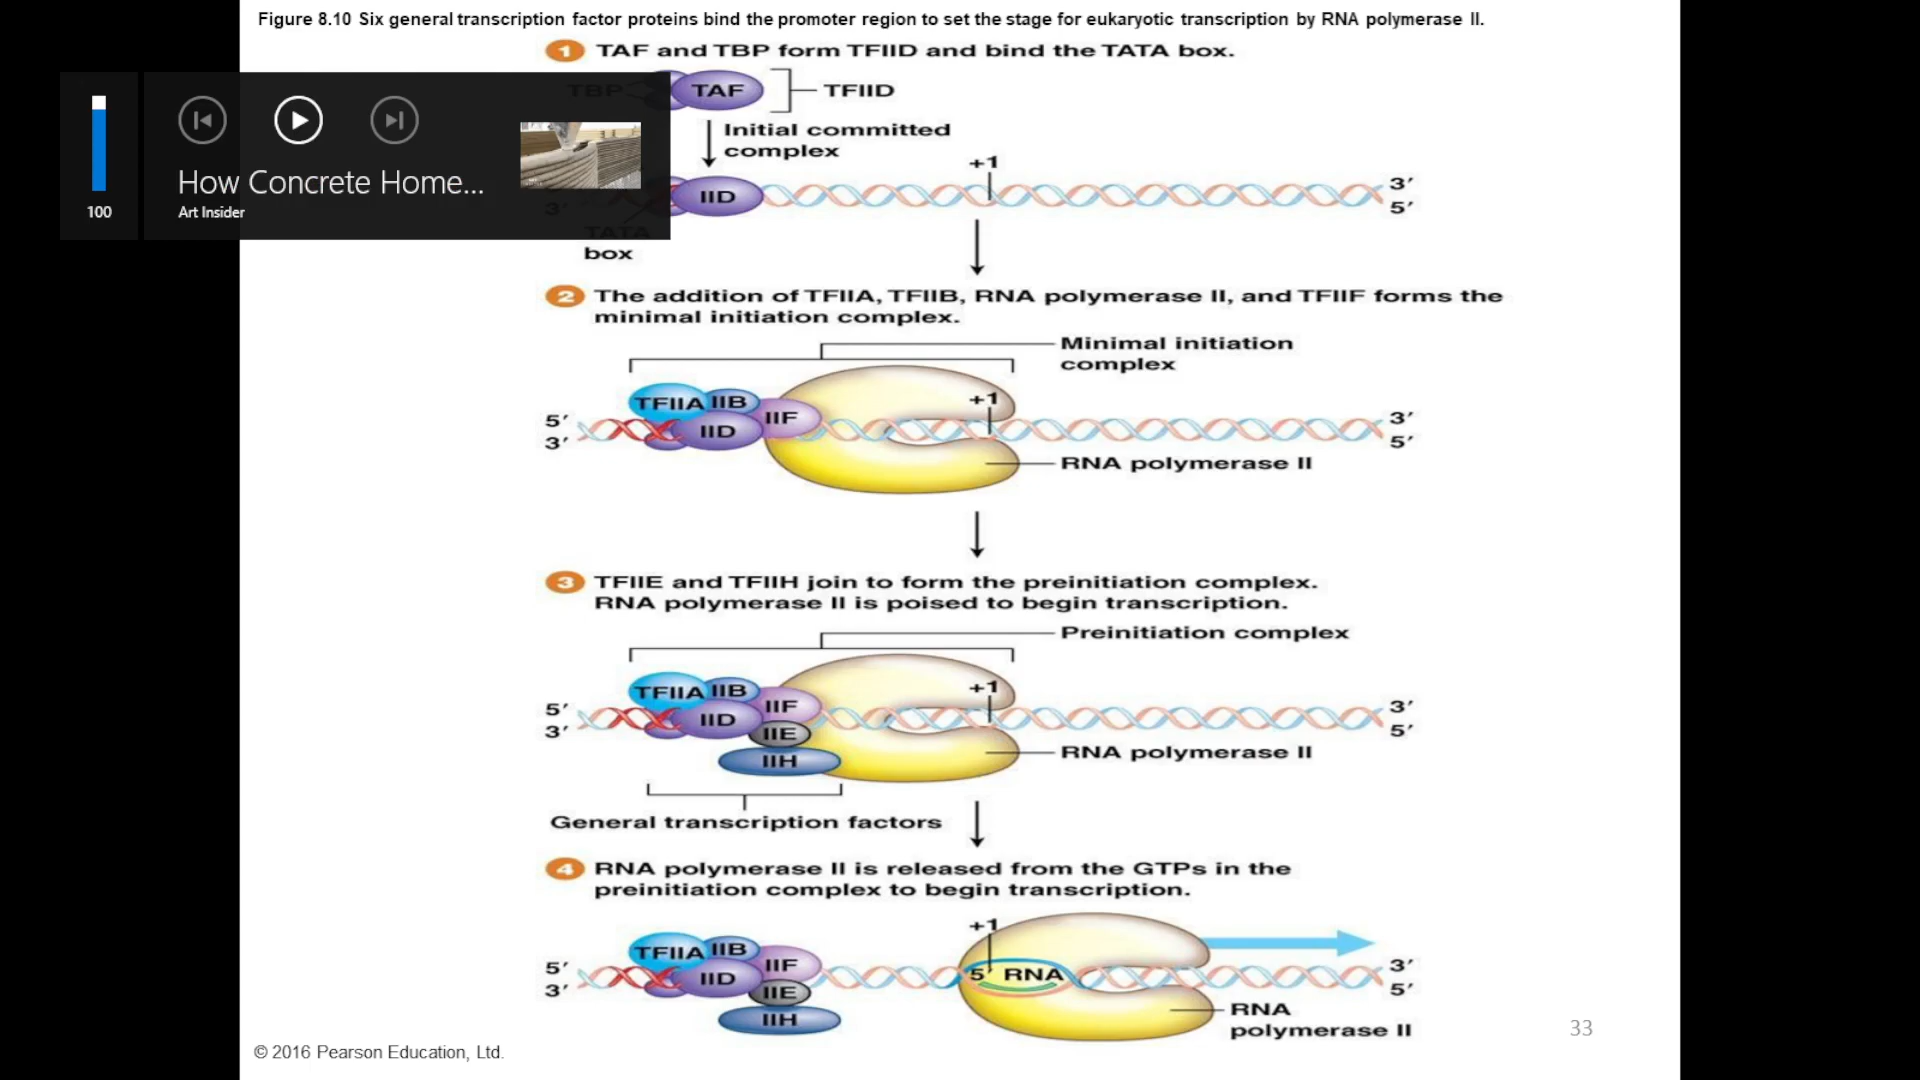 Figure 8.10 Six general transcription factor proteins bind the promoter region to set the stage for eukaryotic transcription by RNA polymerase II.
1 TAF and TBP form TFIID and bind the TATA box.
TBP
TAF
TFIID
100
How Concrete Home...
Art Insider
Initial committed
complex
+1
3′
IID
3′
5′
TATA
box
2 The addition of TFIIA, TFIIB, RNA polymerase II, and TFIIF forms the
minimal initiation complex.
Minimal initiation
complex
TFIIA IIB
+1
5′
IID
IIF
3′
3′
5′
RNA polymerase II
3 TFIIE and TFIIH join to form the preinitiation complex.
RNA polymerase II is poised to begin transcription.
Preinitiation complex
TFIIA IIB
+1
5′
IID
IIF
3′
3′
IIE
5′
RNA polymerase II
IIH
General transcription factors
4 RNA polymerase II is released from the GTPs in the
preinitiation complex to begin transcription.
+1
TFIIA IIB
5′
IIF
3′
3′
IID
5′ RNA
5′
IIE
RNA
polymerase II
IIH
33
© 2016 Pearson Education, Ltd.